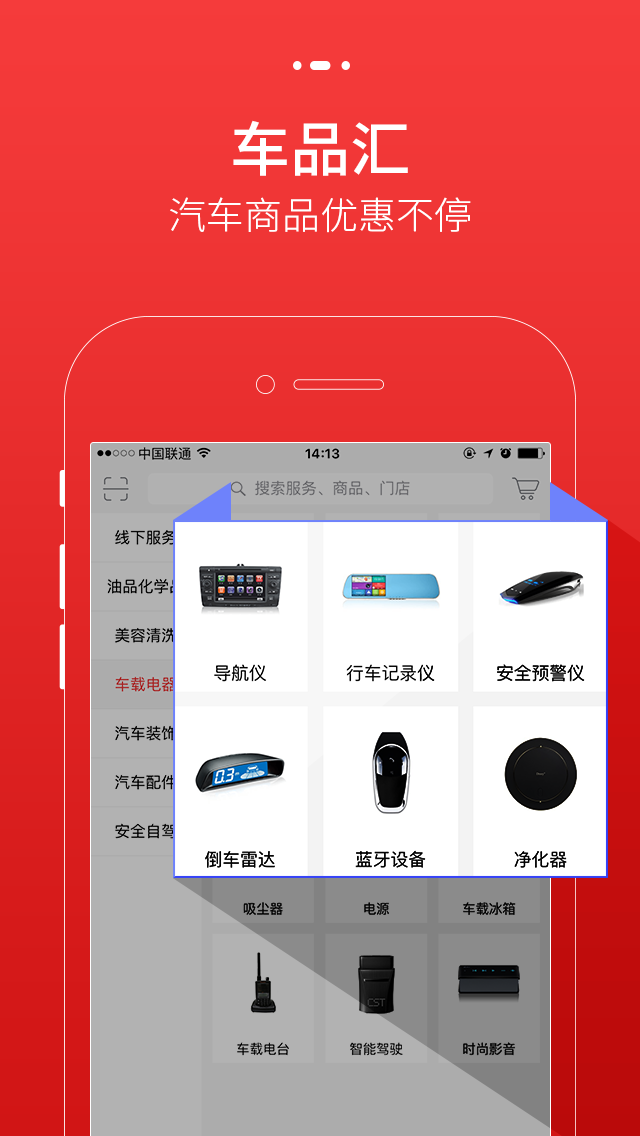 车品汇
汽车商品优惠不停
中国联通
14:13
搜索服务、商品、门店
线下服务
油品化学品
美容清洗
车载电器
汽车装饰
汽车配件
安全自驾
导航仪
行车记录仪
安全预警仪
0.3m
倒车雷达
蓝牙设备
净化器
吸尘器
电源
车载冰箱
CST
车载电台
智能驾驶
时尚影音